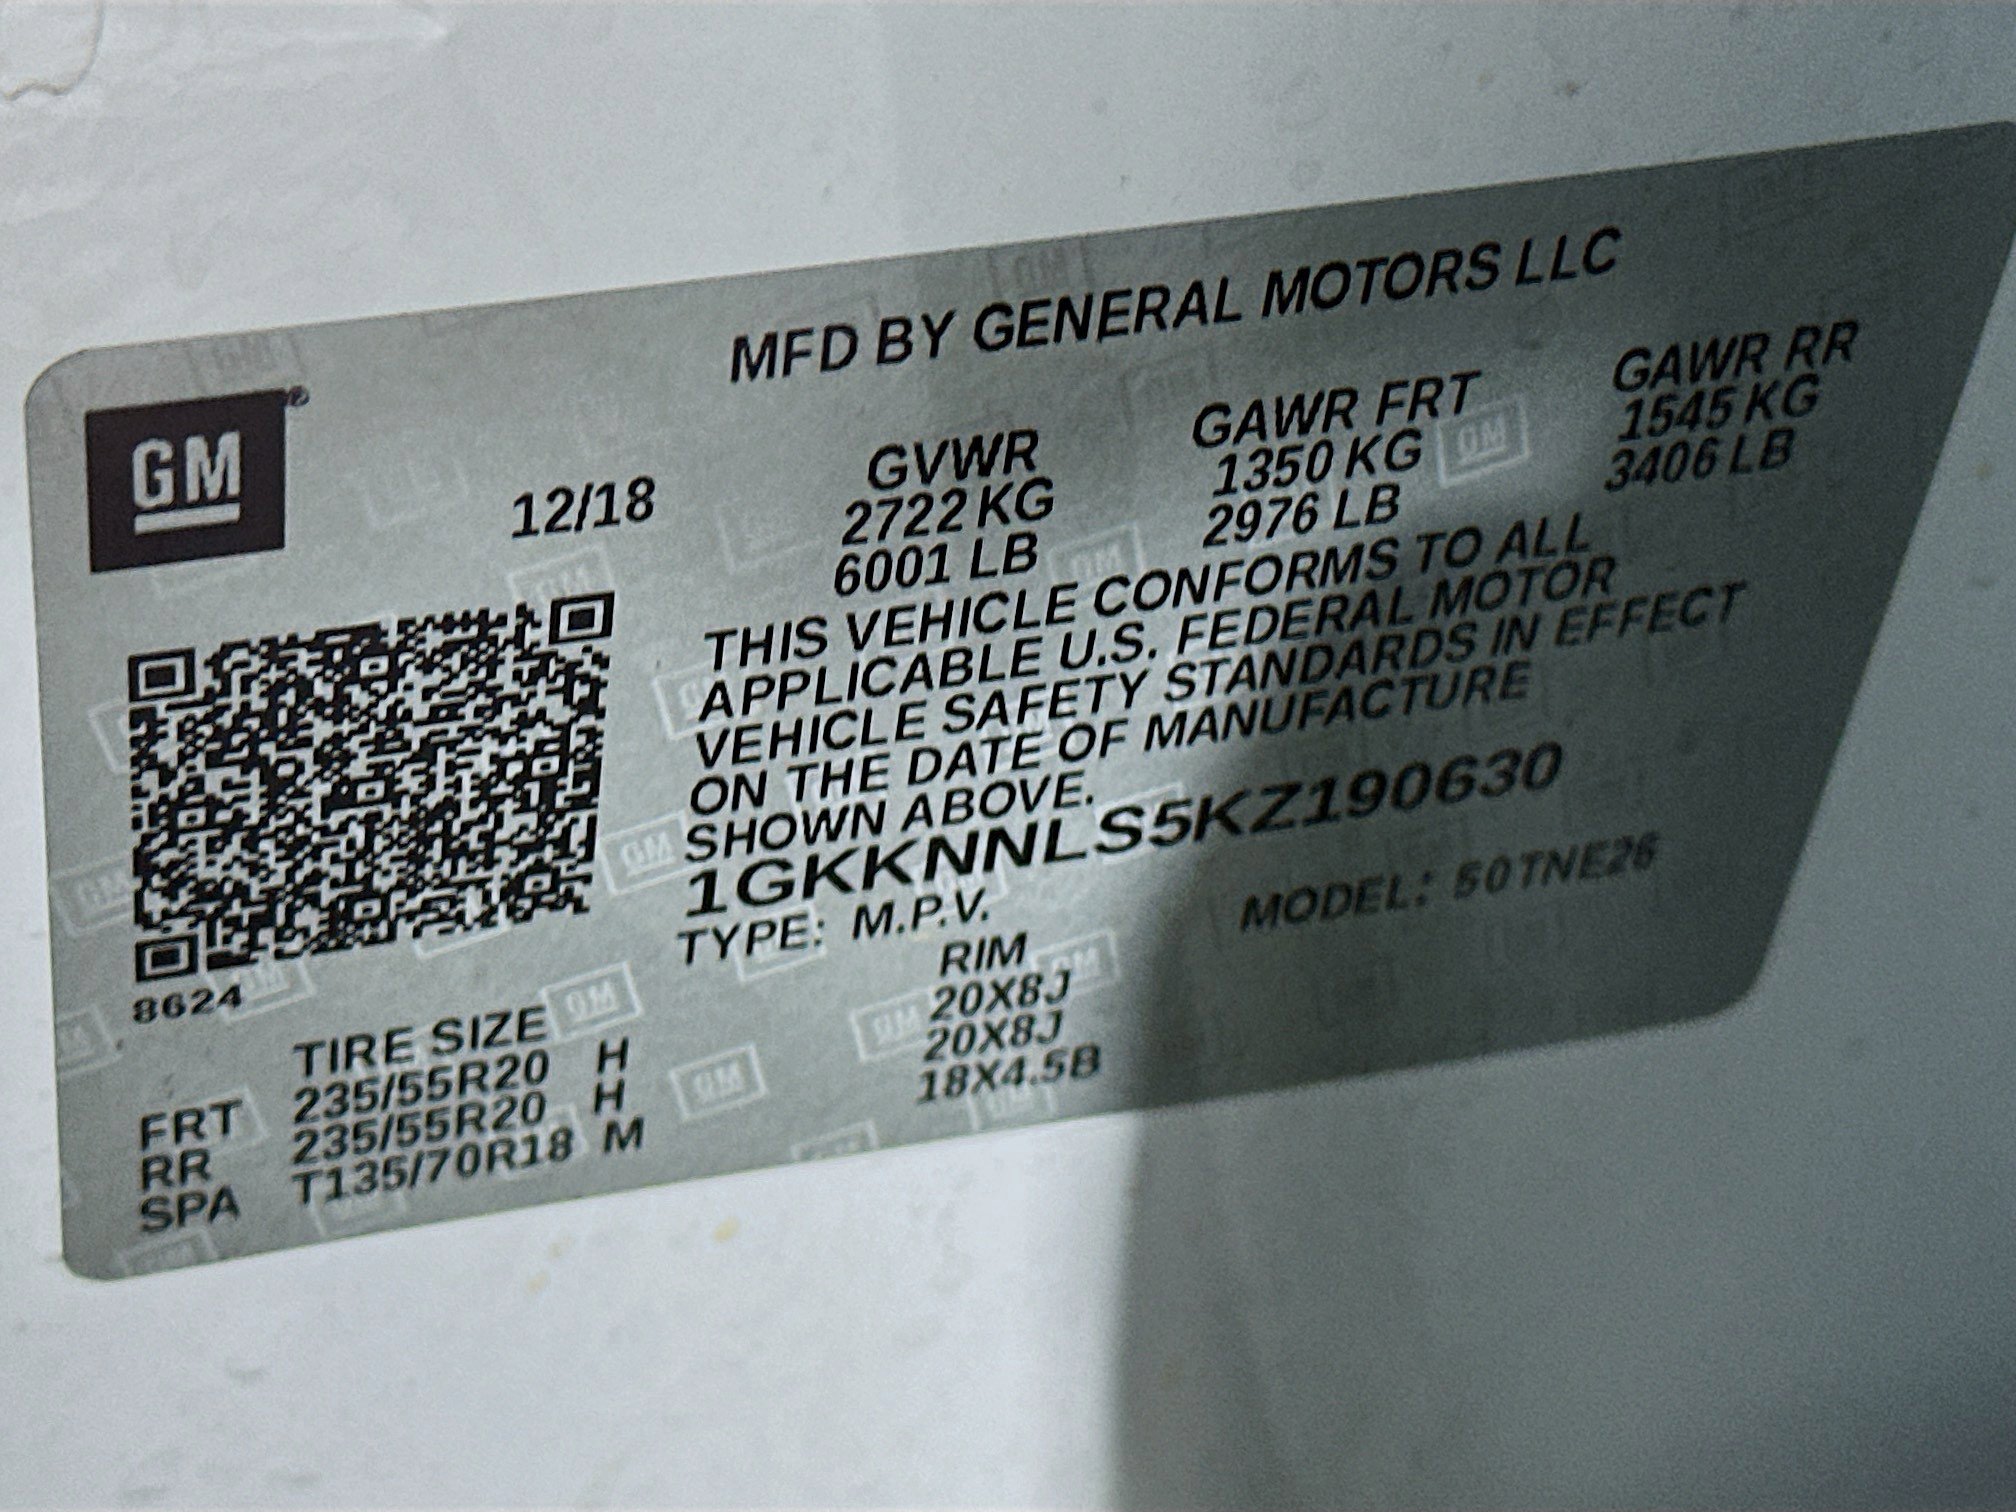 MFD BY GENERAL MOTORS LLC
GM®
12/18
GVWR GAWR FRT GAWR RR
2722 KG 1350 KG 1545 KG
6001 LB 2976 LB 3406 LB
THIS VEHICLE CONFORMS TO ALL
APPLICABLE U.S. FEDERAL MOTOR
VEHICLE SAFETY STANDARDS IN EFFECT
ON THE DATE OF MANUFACTURE
SHOWN ABOVE.
1GKKNNLS5KZ190630
TYPE: M.P.V. MODEL: 50TNE26
8624
TIRE SIZE RIM
FRT 235/55R20 H 20X8J
RR 235/55R20 H 20X8J
SPA T135/70R18 M 18X4.5B